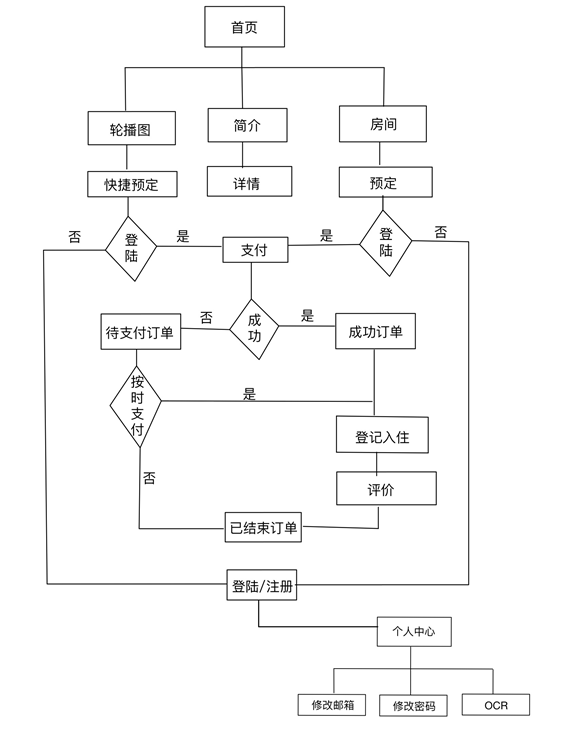 首页
轮播图
简介
房间
快捷预定
详情
预定
否
登
陆
是
支付
是
登
陆
否
待支付订单
否
成
功
是
成功订单
按
时
支
付
是
登记入住
否
评价
已结束订单
登陆/注册
个人中心
修改邮箱
修改密码
OCR